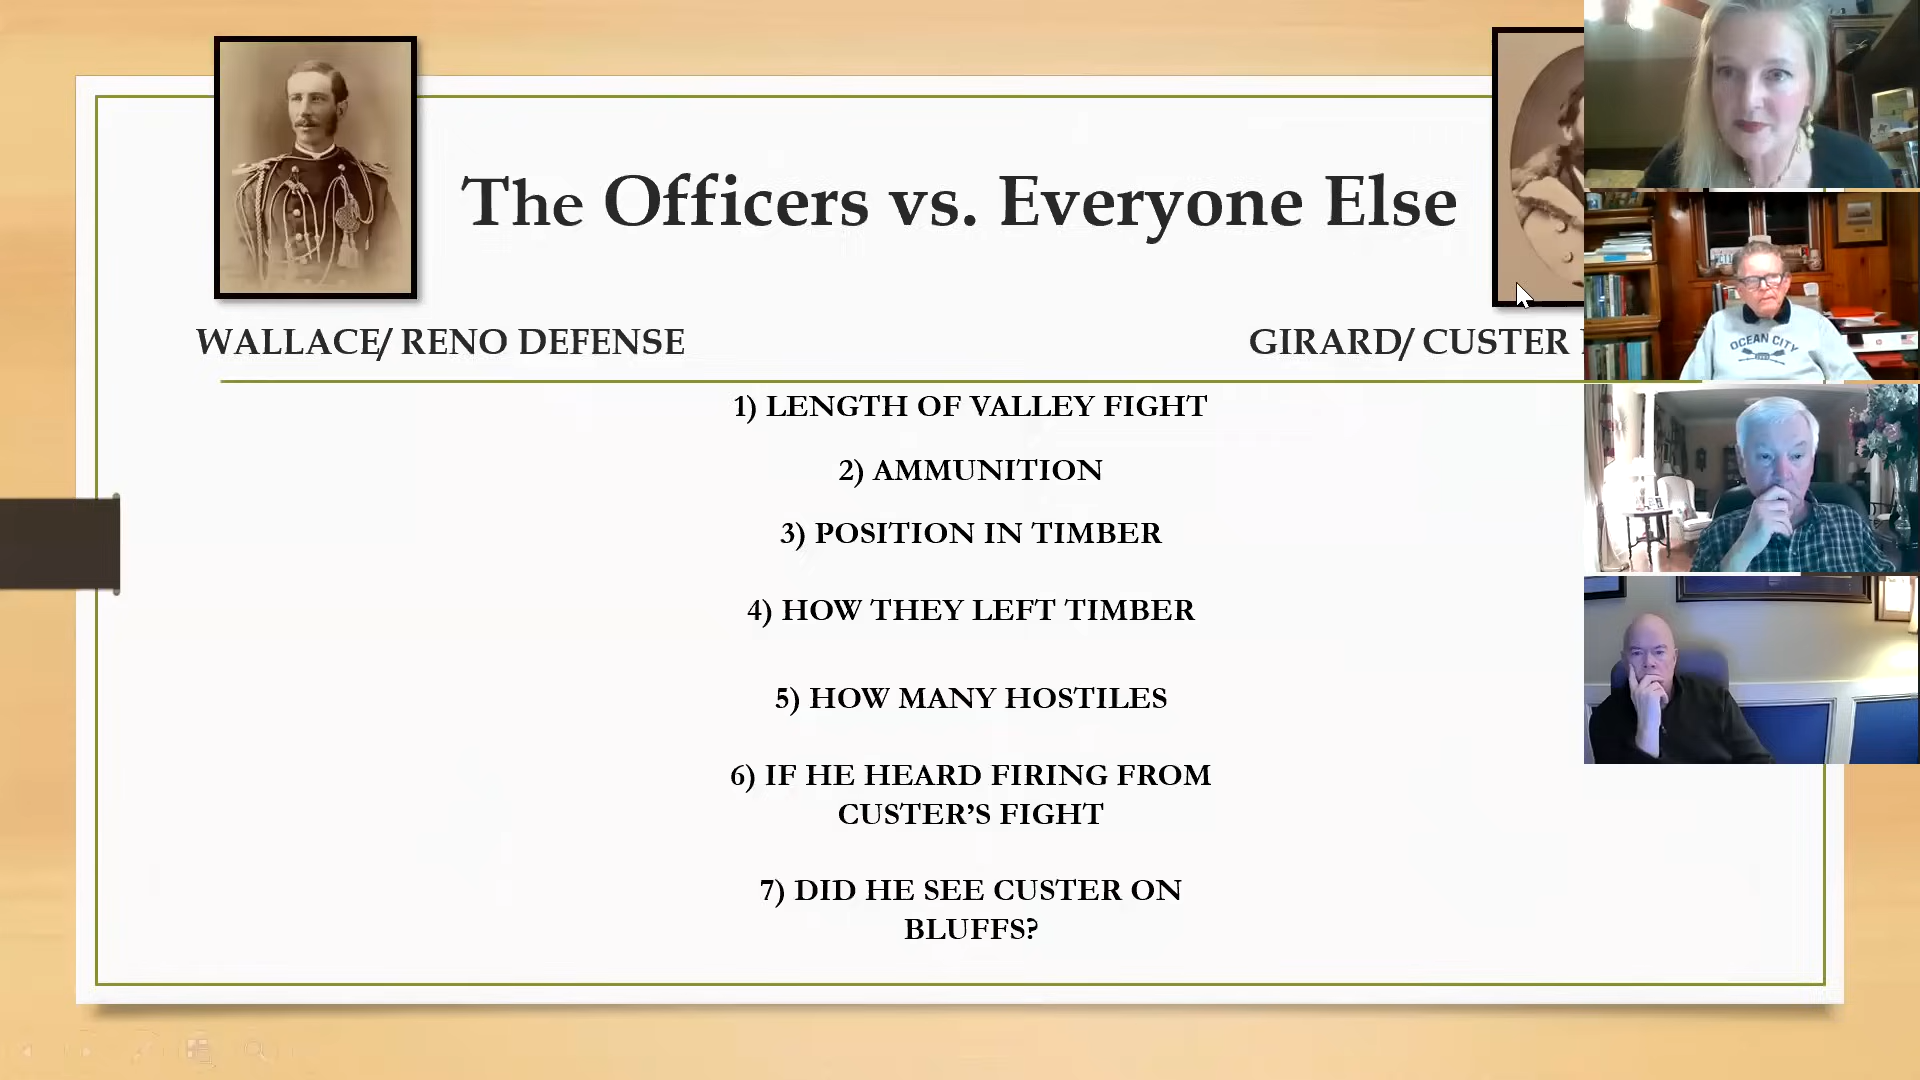 The Officers vs. Everyone Else
WALLACE/ RENO DEFENSE
GIRARD/ CUSTER
1) LENGTH OF VALLEY FIGHT
2) AMMUNITION
3) POSITION IN TIMBER
4) HOW THEY LEFT TIMBER
5) HOW MANY HOSTILES
6) IF HE HEARD FIRING FROM
CUSTER’S FIGHT
7) DID HE SEE CUSTER ON
BLUFFS?
OCEAN CITY